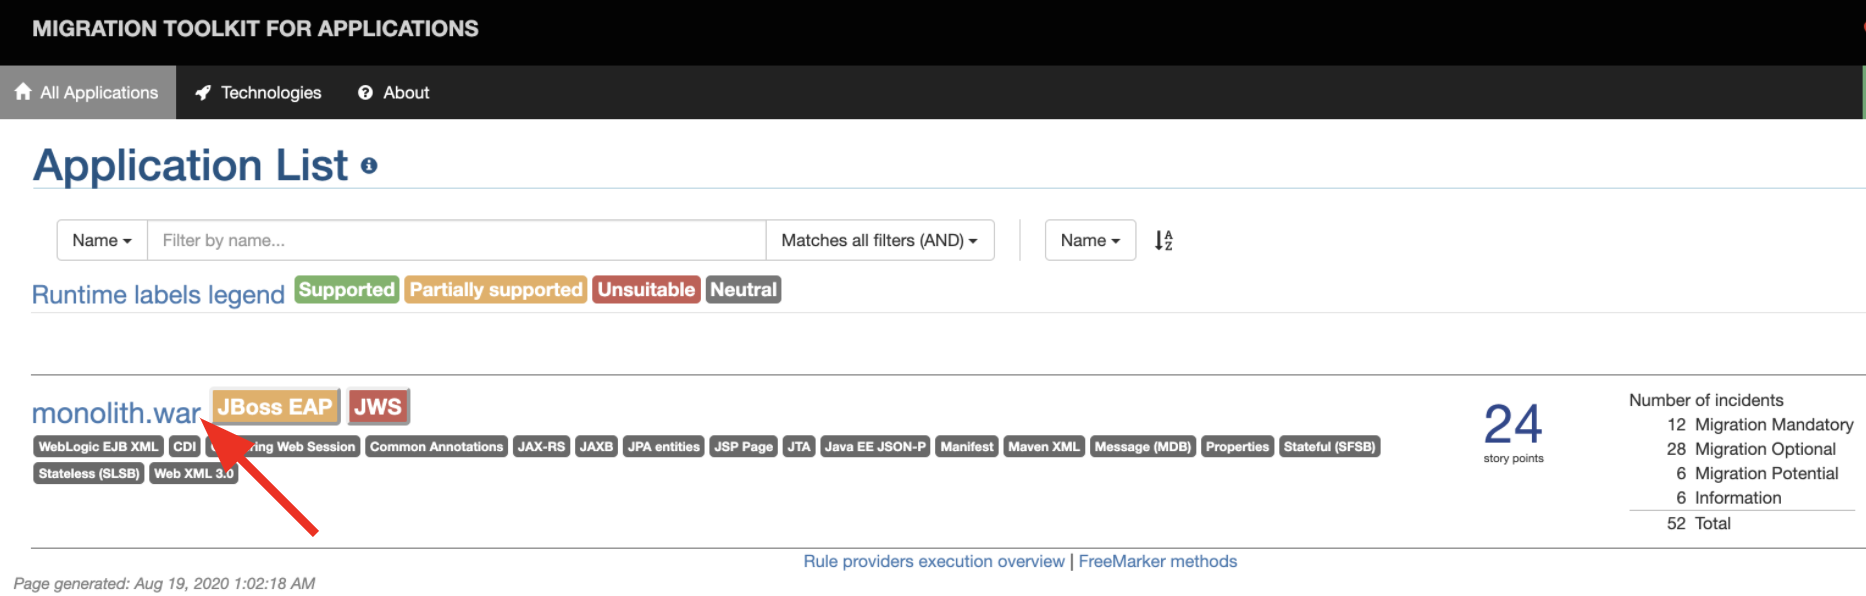 MIGRATION TOOLKIT FOR APPLICATIONS
All Applications Technologies About
Application List
Name Filter by name... Matches all filters (AND) Name
Runtime labels legend Supported Partially supported Unsuitable Neutral
monolith.war JBoss EAP JWS
WebLogic EJB XML CDI Web Session Common Annotations JAX-RS JAXB JPA entities JSP Page JTA Java EE JSON-P Manifest Maven XML Message (MDB) Properties Stateful (SFSB)
Stateless (SLSB) Web XML 3.0
24
story points
Number of incidents
12 Migration Mandatory
28 Migration Optional
6 Migration Potential
6 Information
52 Total
Rule providers execution overview | FreeMarker methods
Page generated: Aug 19, 2020 1:02:18 AM